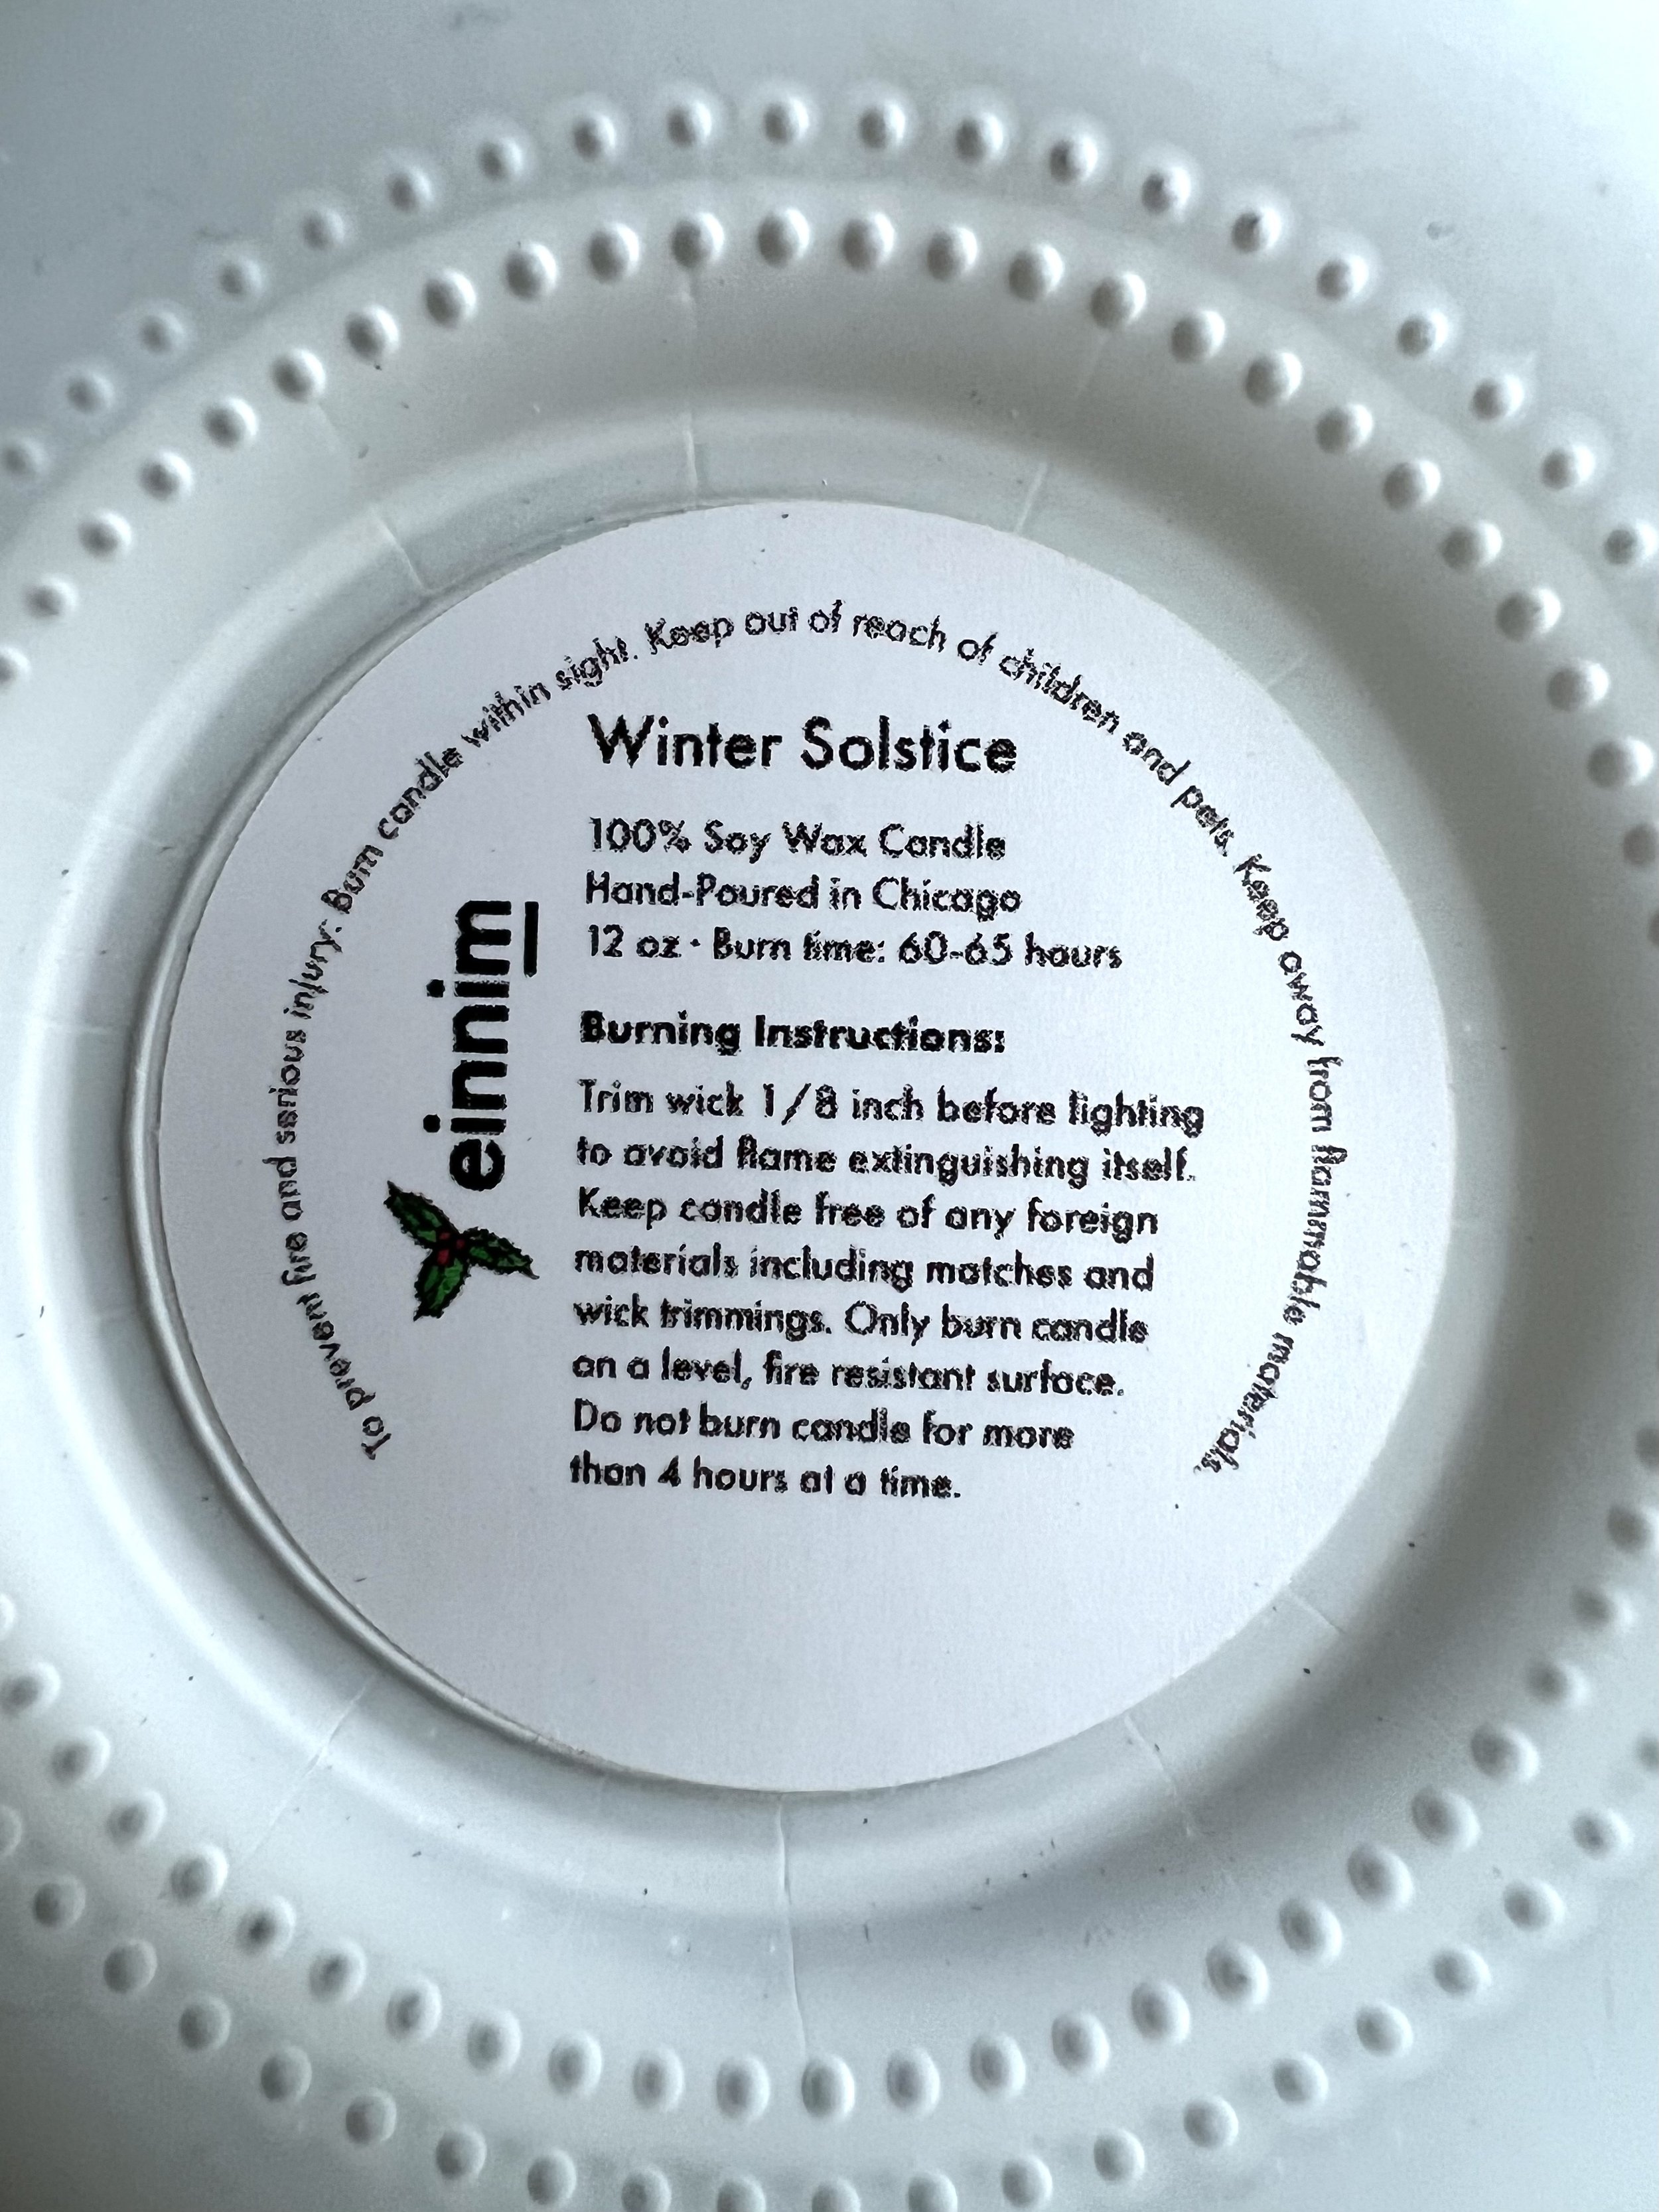 To prevent fire and serious injury: Burn candle within sight. Keep out of reach of children and pets. Keep away from flammable materials.
einnim
Winter Solstice
100% Soy Wax Candle
Hand-Poured in Chicago
12 oz · Burn time: 60-65 hours
Burning Instructions:
Trim wick 1/8 inch before lighting
to avoid flame extinguishing itself.
Keep candle free of any foreign
materials including matches and
wick trimmings. Only burn candle
on a level, fire resistant surface.
Do not burn candle for more
than 4 hours at a time.